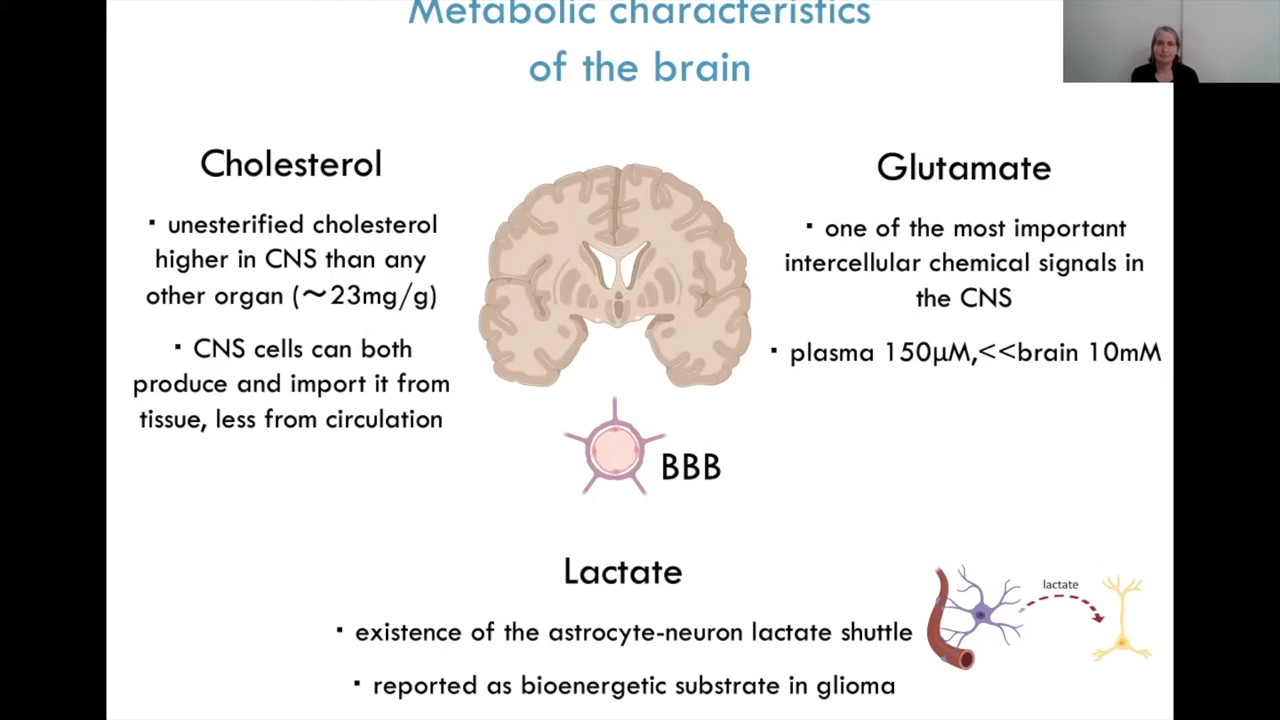 Metabolic characteristics
of the brain
Cholesterol
▪ unesterified cholesterol
higher in CNS than any
other organ (～23mg/g)
▪ CNS cells can both
produce and import it from
tissue, less from circulation
Glutamate
▪ one of the most important
intercellular chemical signals in
the CNS
▪ plasma 150μM,<<brain 10mM
BBB
Lactate
▪ existence of the astrocyte-neuron lactate shuttle
▪ reported as bioenergetic substrate in glioma
lactate